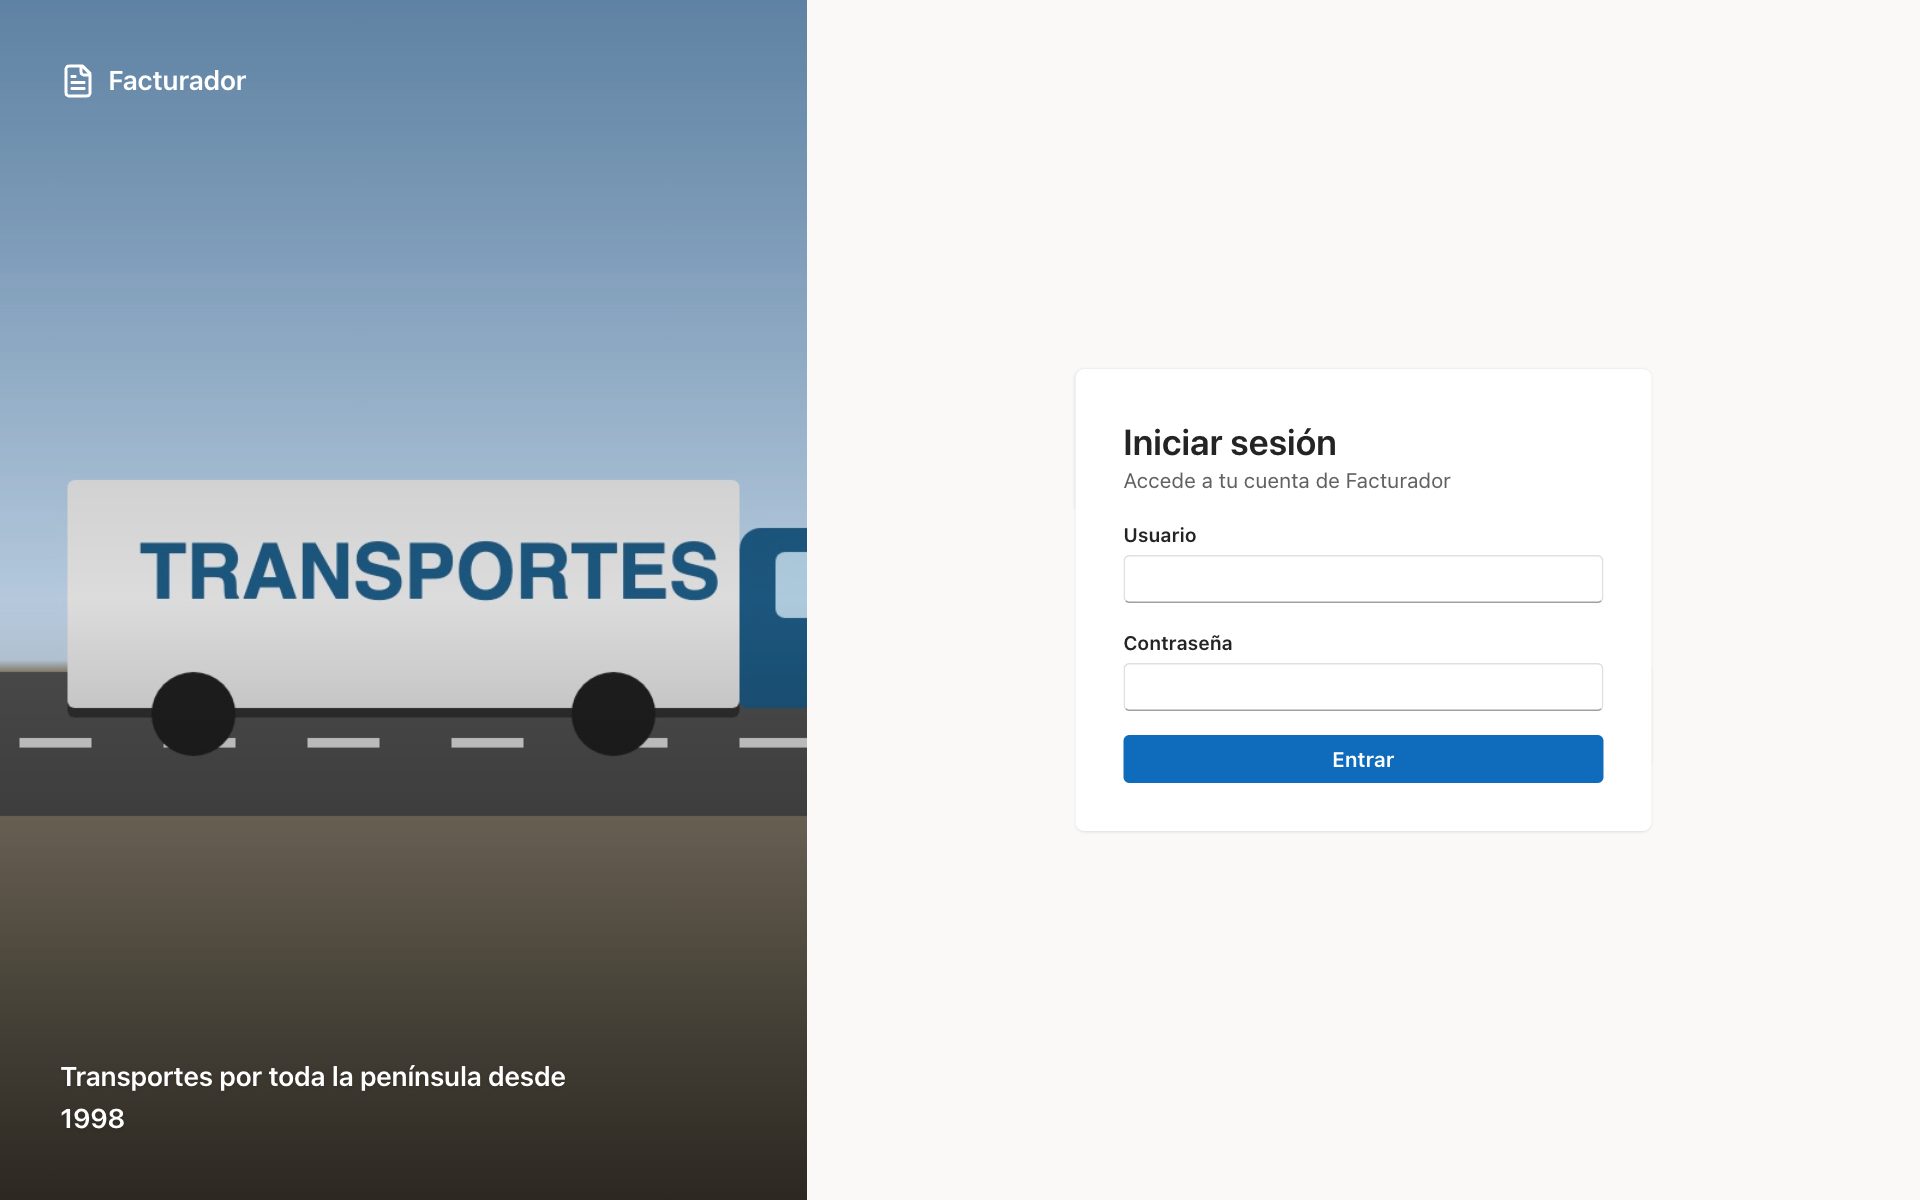 Facturador
TRANSPORTES
Transportes por toda la península desde
1998
Iniciar sesión
Accede a tu cuenta de Facturador
Usuario
Contraseña
Entrar